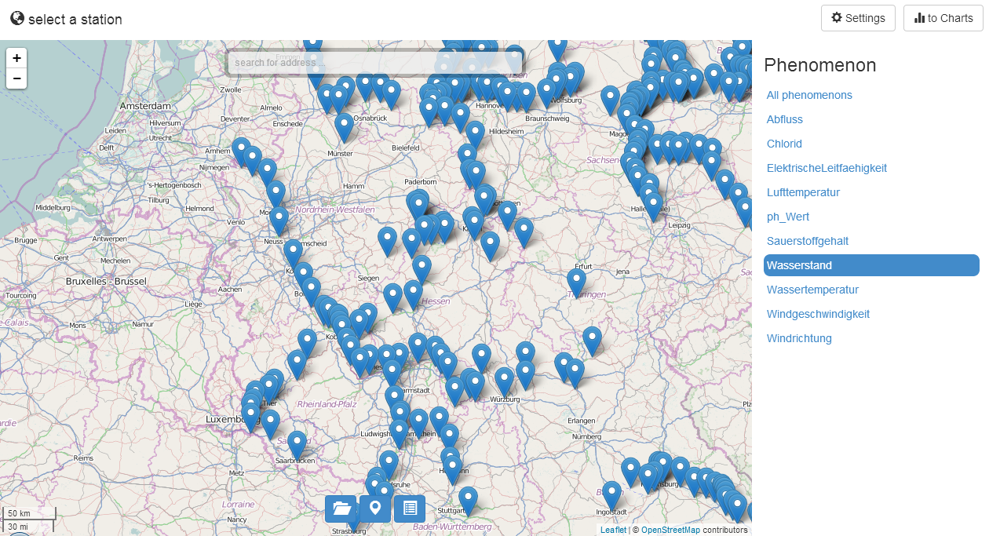 select a station
Settings
to Charts
+
−
search for address ...
Phenomenon
All phenomenons
Abfluss
Chlorid
ElektrischeLeitfaehigkeit
Lufttemperatur
ph_Wert
Sauerstoffgehalt
Wasserstand
Wassertemperatur
Windgeschwindigkeit
Windrichtung
Zwolle
Amsterdam
Almelo
Osnabrück
Hannover
Wolfsburg
Hilversum
Deventer
Enschede
Braunschweig
Leiden
Utrecht
Hildesheim
Delft
Arnhem
Münster
Bielefeld
Sachsen-
Nijmegen
's-Hertogenbosch
Paderborn
Hamm
Tilburg
Middelburg
Helmond
Nordrhein-Westfalen
Halle (Saale)
Venlo
Leipzig
Brugge
Antwerpen
Neuss
Gent
Mechelen
Erfurt
Jena
Bruxelles - Brussel
Siegen
Aachen
Tourcoing
Thüringen
Liège
Hessen
e-Calais
Mons
Namur
Trier
Rheinland-Pfalz
Würzburg
Luxembourg
Erlangen
Nürnberg
Reims
Saarbrücken
Metz
Lorraine
Nancy
Stuttgart
Ingolstadt
Strasbourg
Baden-Württemberg
50 km
30 mi
Leaflet | © OpenStreetMap contributors